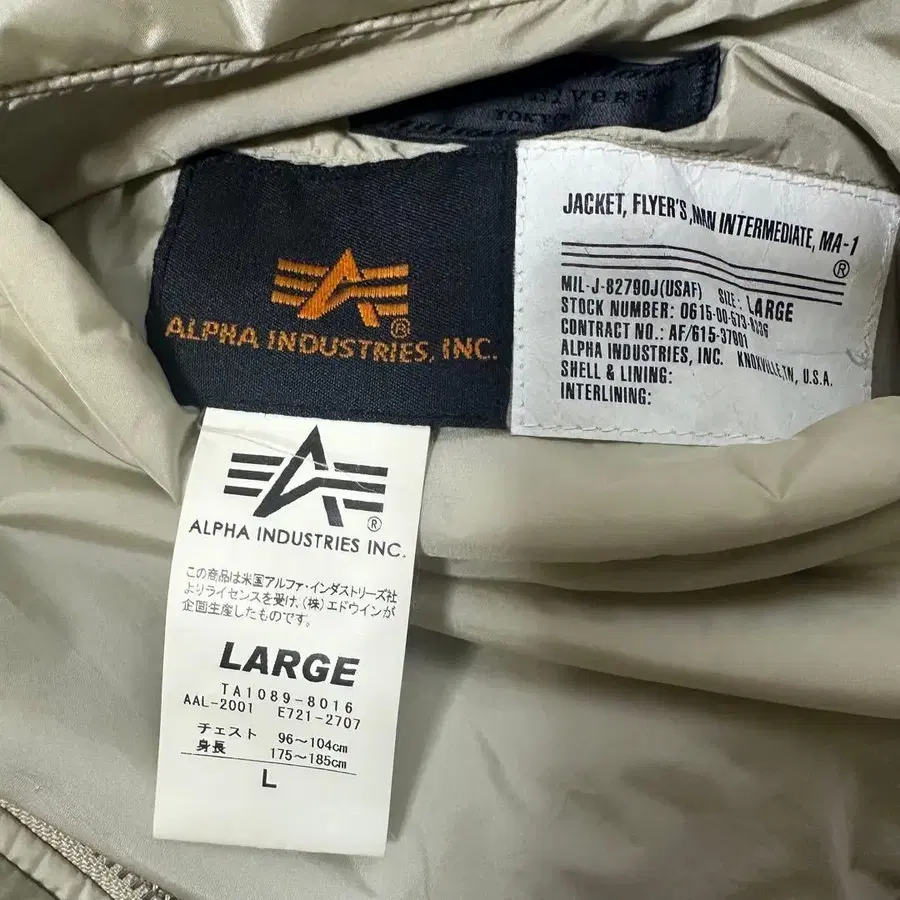 TOKYO
ALPHA INDUSTRIES, INC.
JACKET, FLYER'S, MAN INTERMEDIATE, MA-1
MIL-J-82790J(USAF) SIZE: LARGE
STOCK NUMBER: 0615-00-573-8336
CONTRACT NO.: AF/615-37901
ALPHA INDUSTRIES, INC. KNOXVILLE,TN, U.S.A.
SHELL & LINING:
INTERLINING:
ALPHA INDUSTRIES INC.
この商品は米国アルファ・インダストリーズ社
よりライセンスを受け、(株)エドウインが
企画生産したものです。
LARGE
TA1089-8016
AAL-2001 E721-2707
チェスト 96～104cm
身長 175～185cm
L